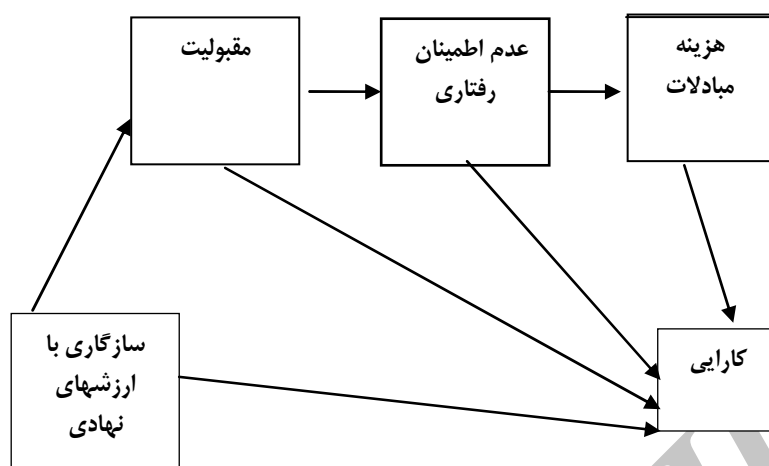 هزینه
مبادلات
عدم اطمینان
رفتاری
مقبولیت
کارایی
سازگاری با
ارزشهای
نهادی